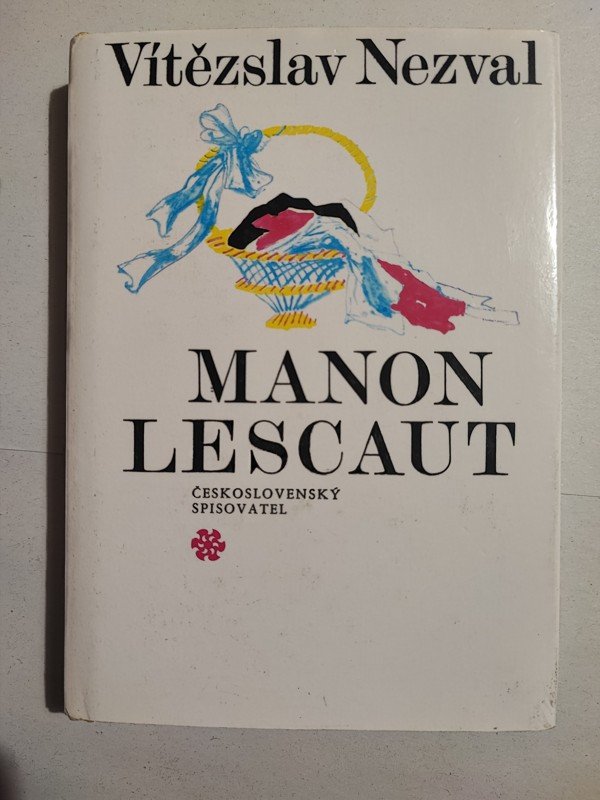 Vítězslav Nezval
MANON
LESCAUT
ČESKOSLOVENSKÝ
SPISOVATEL